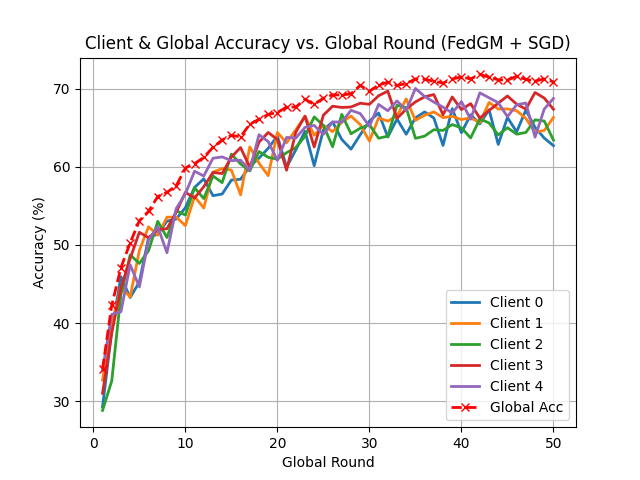 Client & Global Accuracy vs. Global Round (FedGM + SGD)
Accuracy (%)
70
60
50
40
30
0 10 20 30 40 50
Global Round
Client 0
Client 1
Client 2
Client 3
Client 4
Global Acc